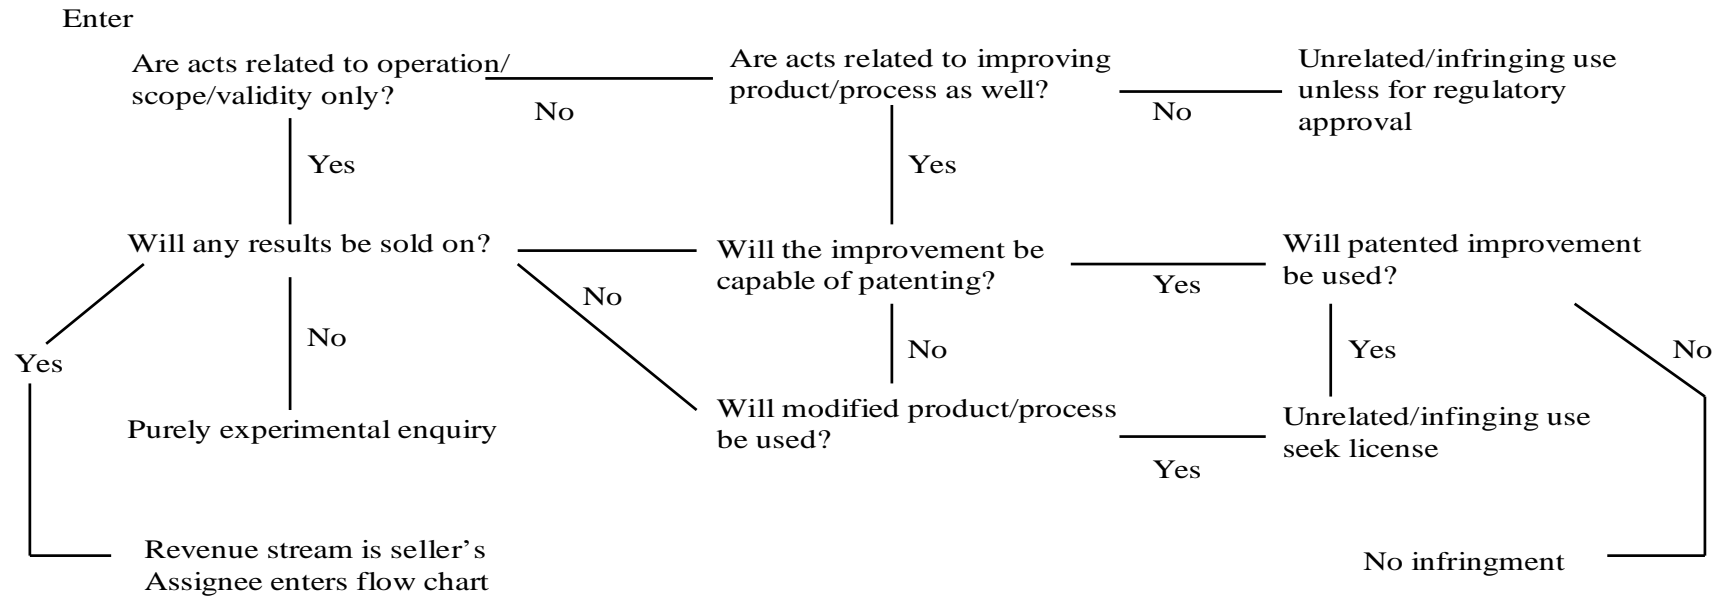 Enter
Are acts related to operation/
scope/validity only?
No
Are acts related to improving
product/process as well?
No
Unrelated/infringing use
unless for regulatory
approval
Yes
Yes
Will any results be sold on?
No
Will the improvement be
capable of patenting?
Yes
Will patented improvement
be used?
Yes
No
No
Yes
No
Purely experimental enquiry
Will modified product/process
be used?
Yes
Unrelated/infinging use
seek license
Revenue stream is seller’s
Assignee enters flow chart
No infringment